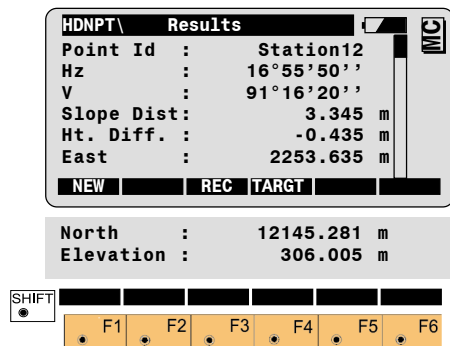 HDNPT\ Results
MC
Point Id : Station12
Hz : 16°55’50’’
V : 91°16’20’’
Slope Dist: 3.345 m
Ht. Diff. : -0.435 m
East : 2253.635 m
NEW REC TARGT
North : 12145.281 m
Elevation : 306.005 m
SHIFT
F1 F2 F3 F4 F5 F6